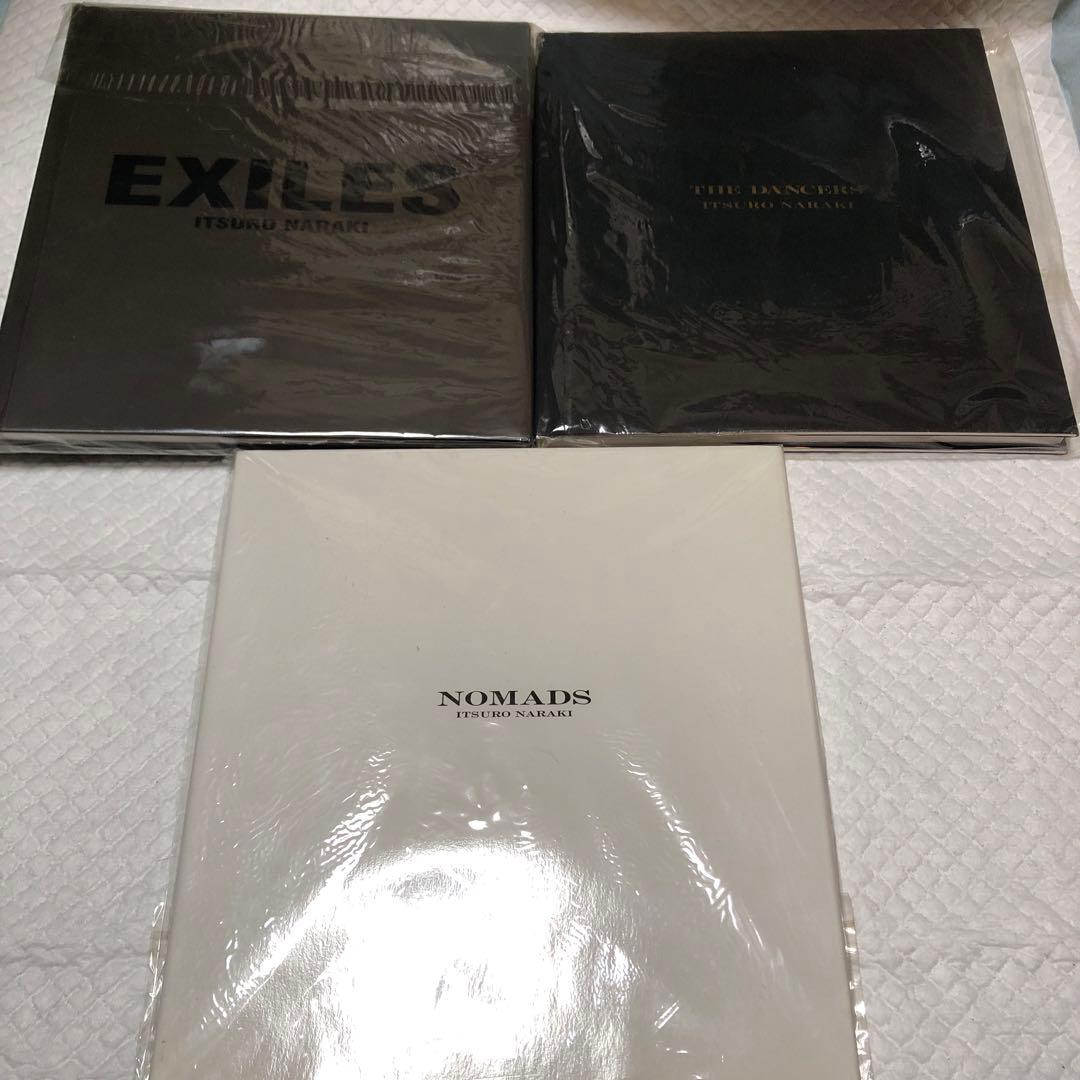 EXILES
ITSURO NARAKI
THE DANCERS
ITSURO NARAKI
NOMADS
ITSURO NARAKI